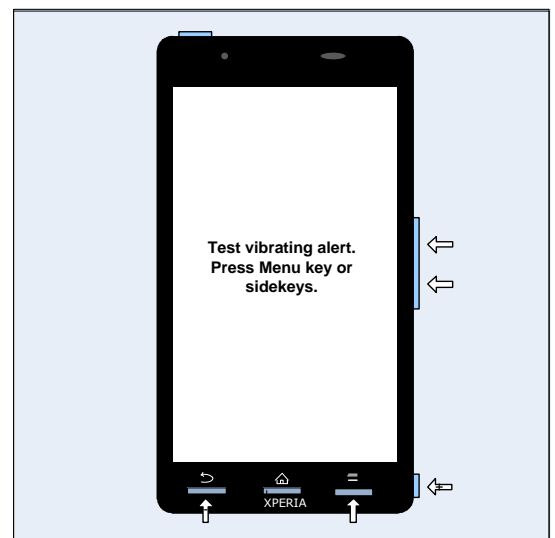 Test vibrating alert.
Press Menu key or
sidekeys.
XPERIA